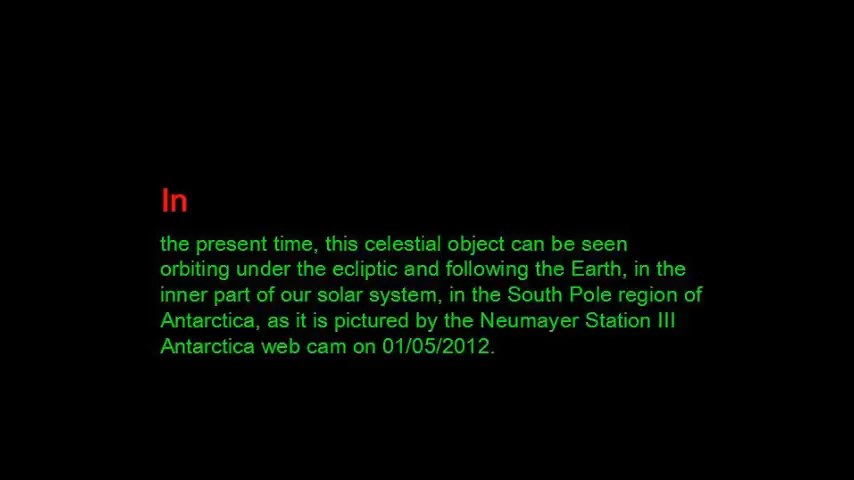 In
the present time, this celestial object can be seen
orbiting under the ecliptic and following the Earth, in the
inner part of our solar system, in the South Pole region of
Antarctica, as it is pictured by the Neumayer Station III
Antarctica web cam on 01/05/2012.